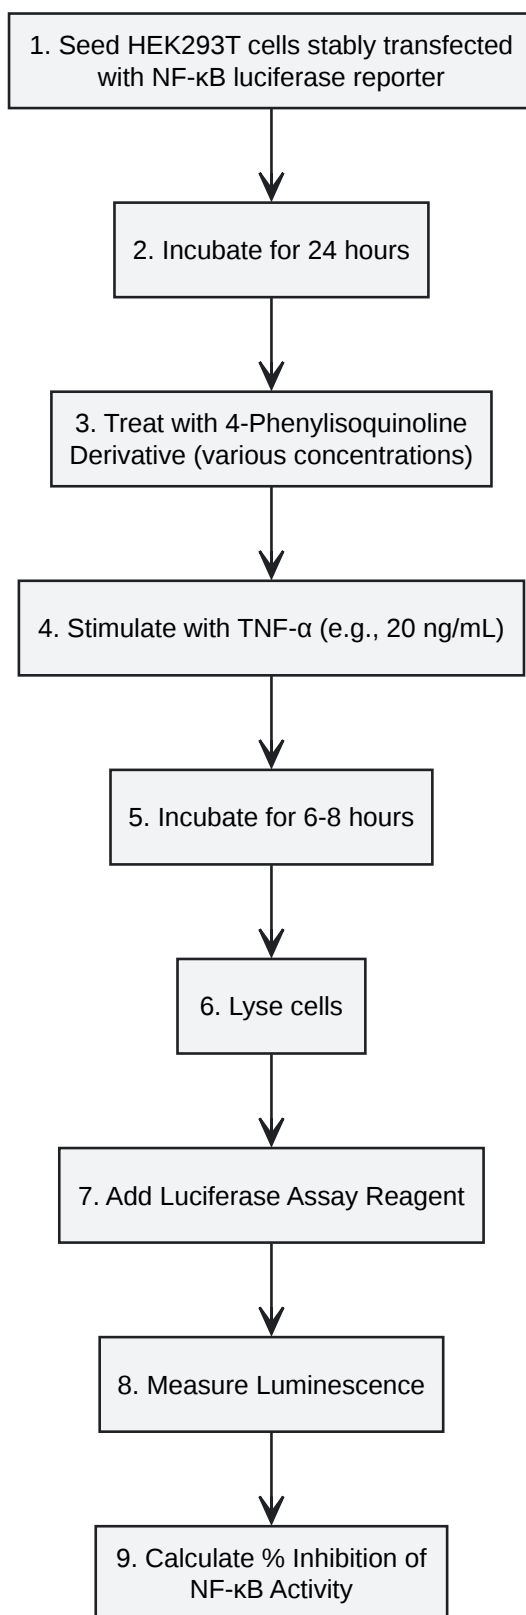 1. Seed HEK293T cells stably transfected
with NF-κB luciferase reporter
2. Incubate for 24 hours
3. Treat with 4-Phenylisoquinoline
Derivative (various concentrations)
4. Stimulate with TNF-α (e.g., 20 ng/mL)
5. Incubate for 6-8 hours
6. Lyse cells
7. Add Luciferase Assay Reagent
8. Measure Luminescence
9. Calculate % Inhibition of
NF-κB Activity